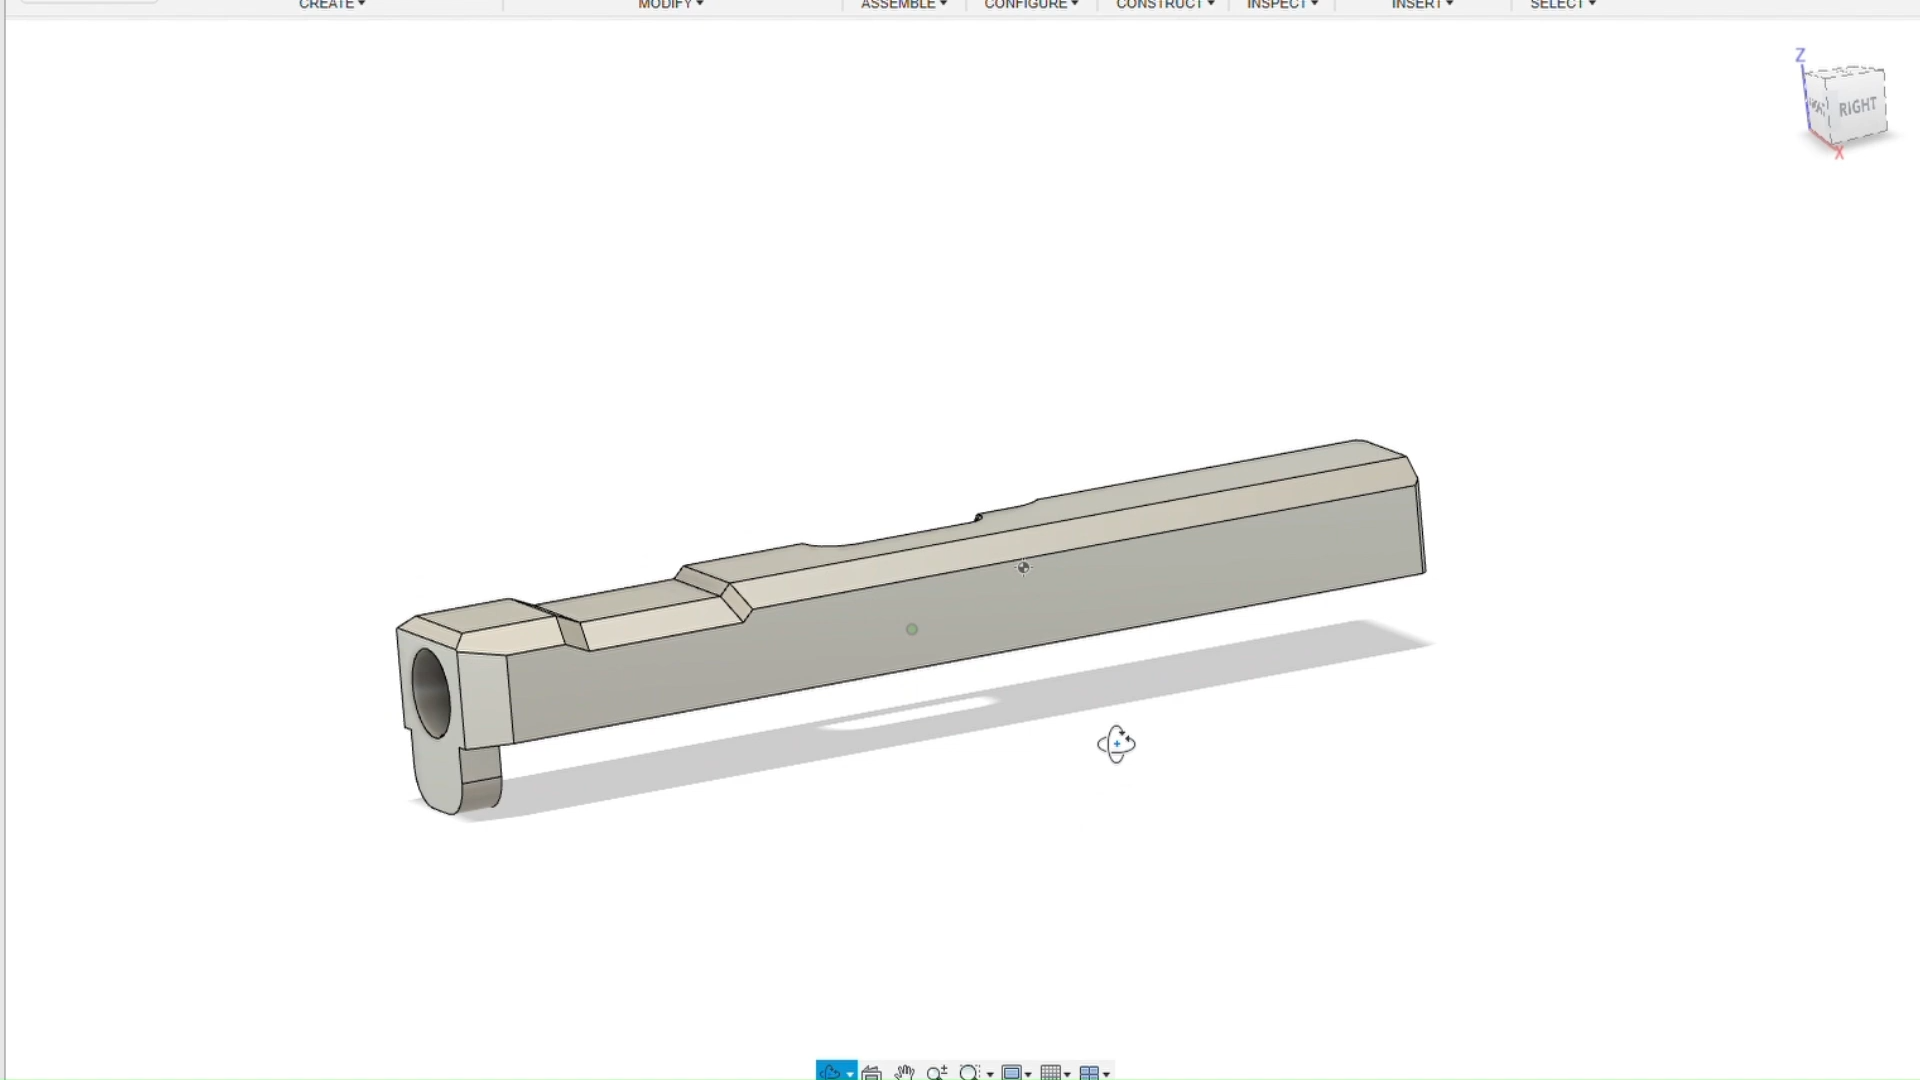 CREATE MODIFY ASSEMBLE CONFIGURE CONSTRUCT INSPECT INSERT SELECT
Z
RIGHT
X